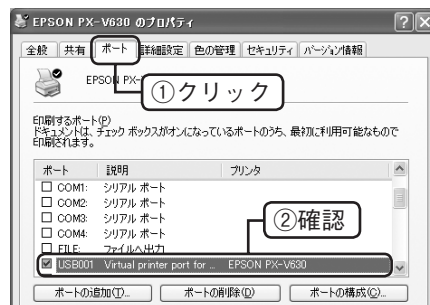 EPSON PX-V630 のプロパティ
全般 共有 ポート 詳細設定 色の管理 セキュリティ バージョン情報
EPSON PX-
①クリック
印刷するポート(P)
ドキュメントは、チェック ボックスがオンになっているポートのうち、最初に利用可能なもので
印刷されます。
ポート 説明 プリンタ
COM1: シリアル ポート
COM2: シリアル ポート
COM3: シリアル ポート
COM4: シリアル ポート
②確認
FILE: ファイルへ出力
USB001 Virtual printer port for ... EPSON PX-V630
ポートの追加(T)... ポートの削除(D) ポートの構成(C)...